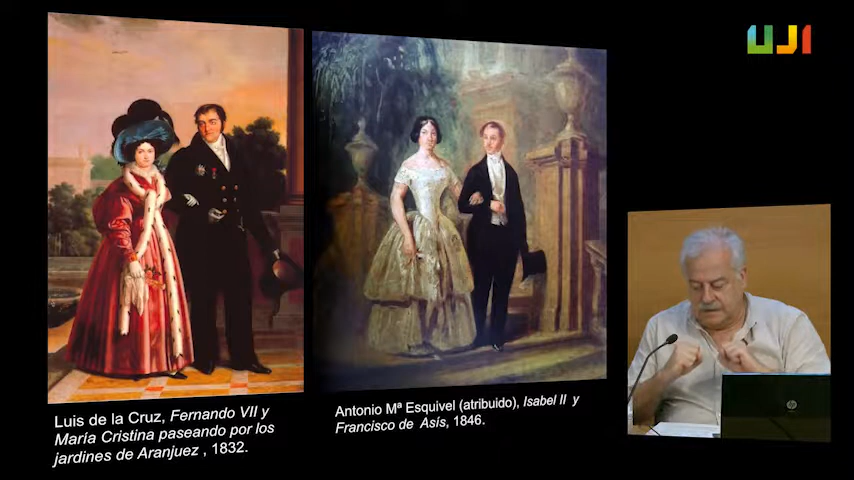 UJI
Luis de la Cruz, Fernando VII y
María Cristina paseando por los
jardines de Aranjuez , 1832.
Antonio Mª Esquivel (atribuido), Isabel II y
Francisco de Asís, 1846.
hp